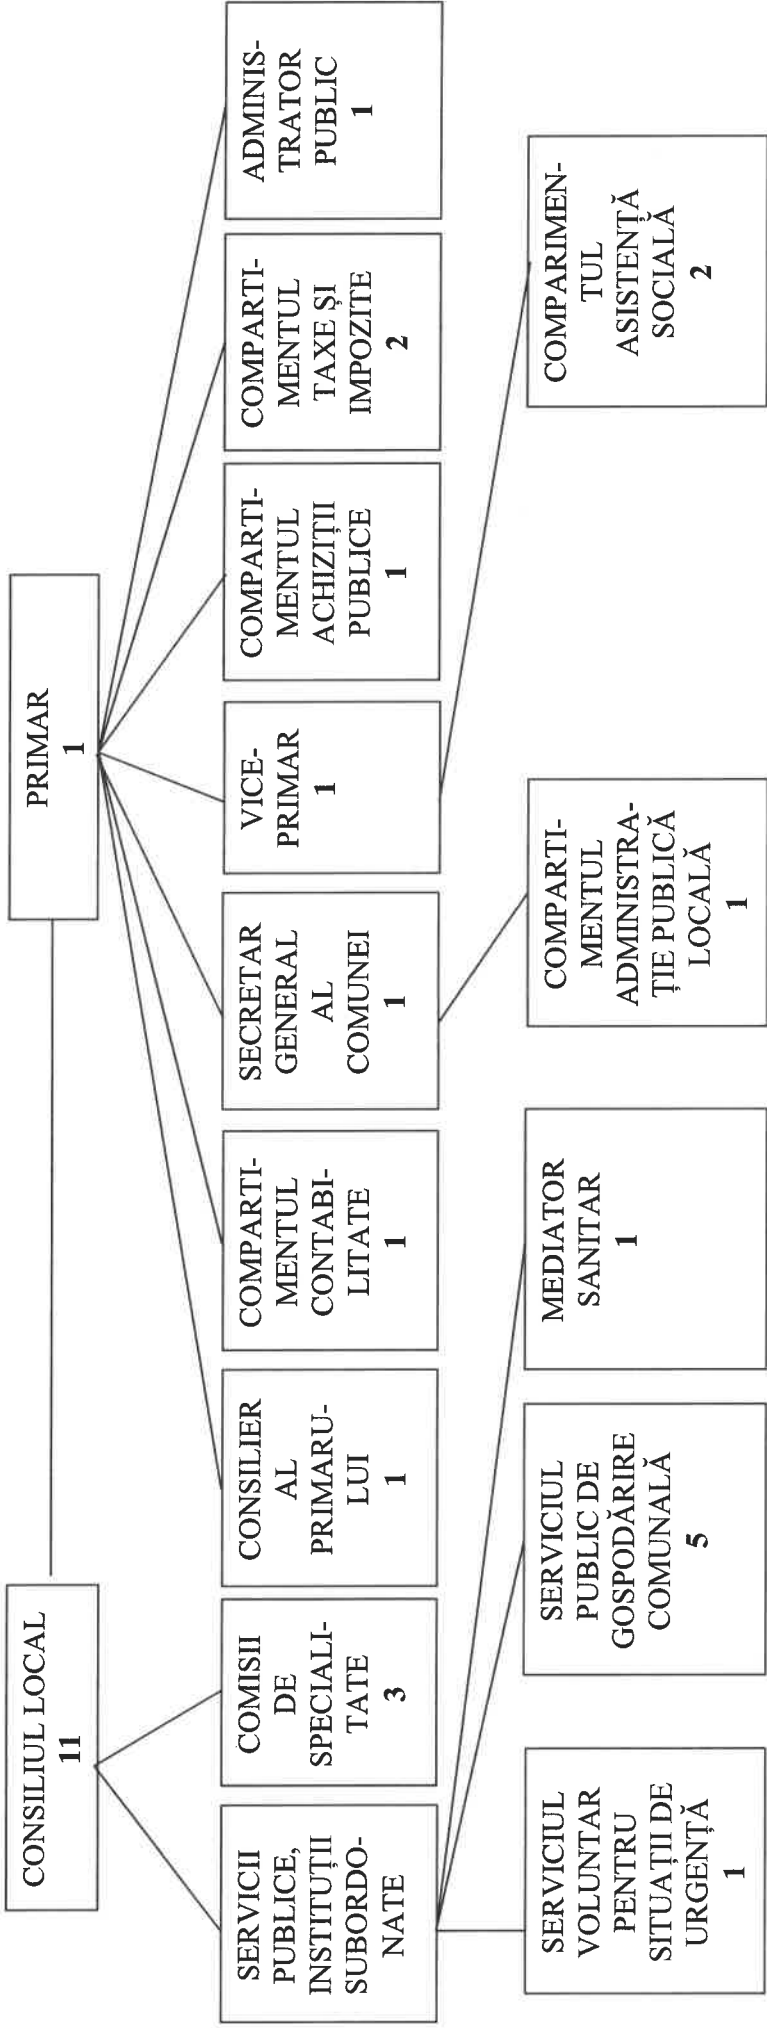 CONSILIUL LOCAL
11
PRIMAR
1
SERVICII
PUBLICE,
INSTITUȚII
SUBORDO-
NATE
COMISII
DE
SPECIALI-
TATE
3
CONSILIER
AL
PRIMARU-
LUI
1
COMPARTI-
MENTUL
CONTABI-
LITATE
1
SECRETAR
GENERAL
AL
COMUNEI
1
VICE-
PRIMAR
1
COMPARTI-
MENTUL
ACHIZIȚII
PUBLICE
1
COMPARTI-
MENTUL
TAXE ȘI
IMPOZITE
2
ADMINIS-
TRATOR
PUBLIC
1
SERVICIUL
VOLUNTAR
PENTRU
SITUAȚII DE
URGENȚĂ
1
SERVICIUL
PUBLIC DE
GOSPODĂRIRE
COMUNALĂ
5
MEDIATOR
SANITAR
1
COMPARTI-
MENTUL
ADMINISTRA-
ȚIE PUBLICĂ
LOCALĂ
1
COMPARIMEN-
TUL
ASISTENȚĂ
SOCIALĂ
2